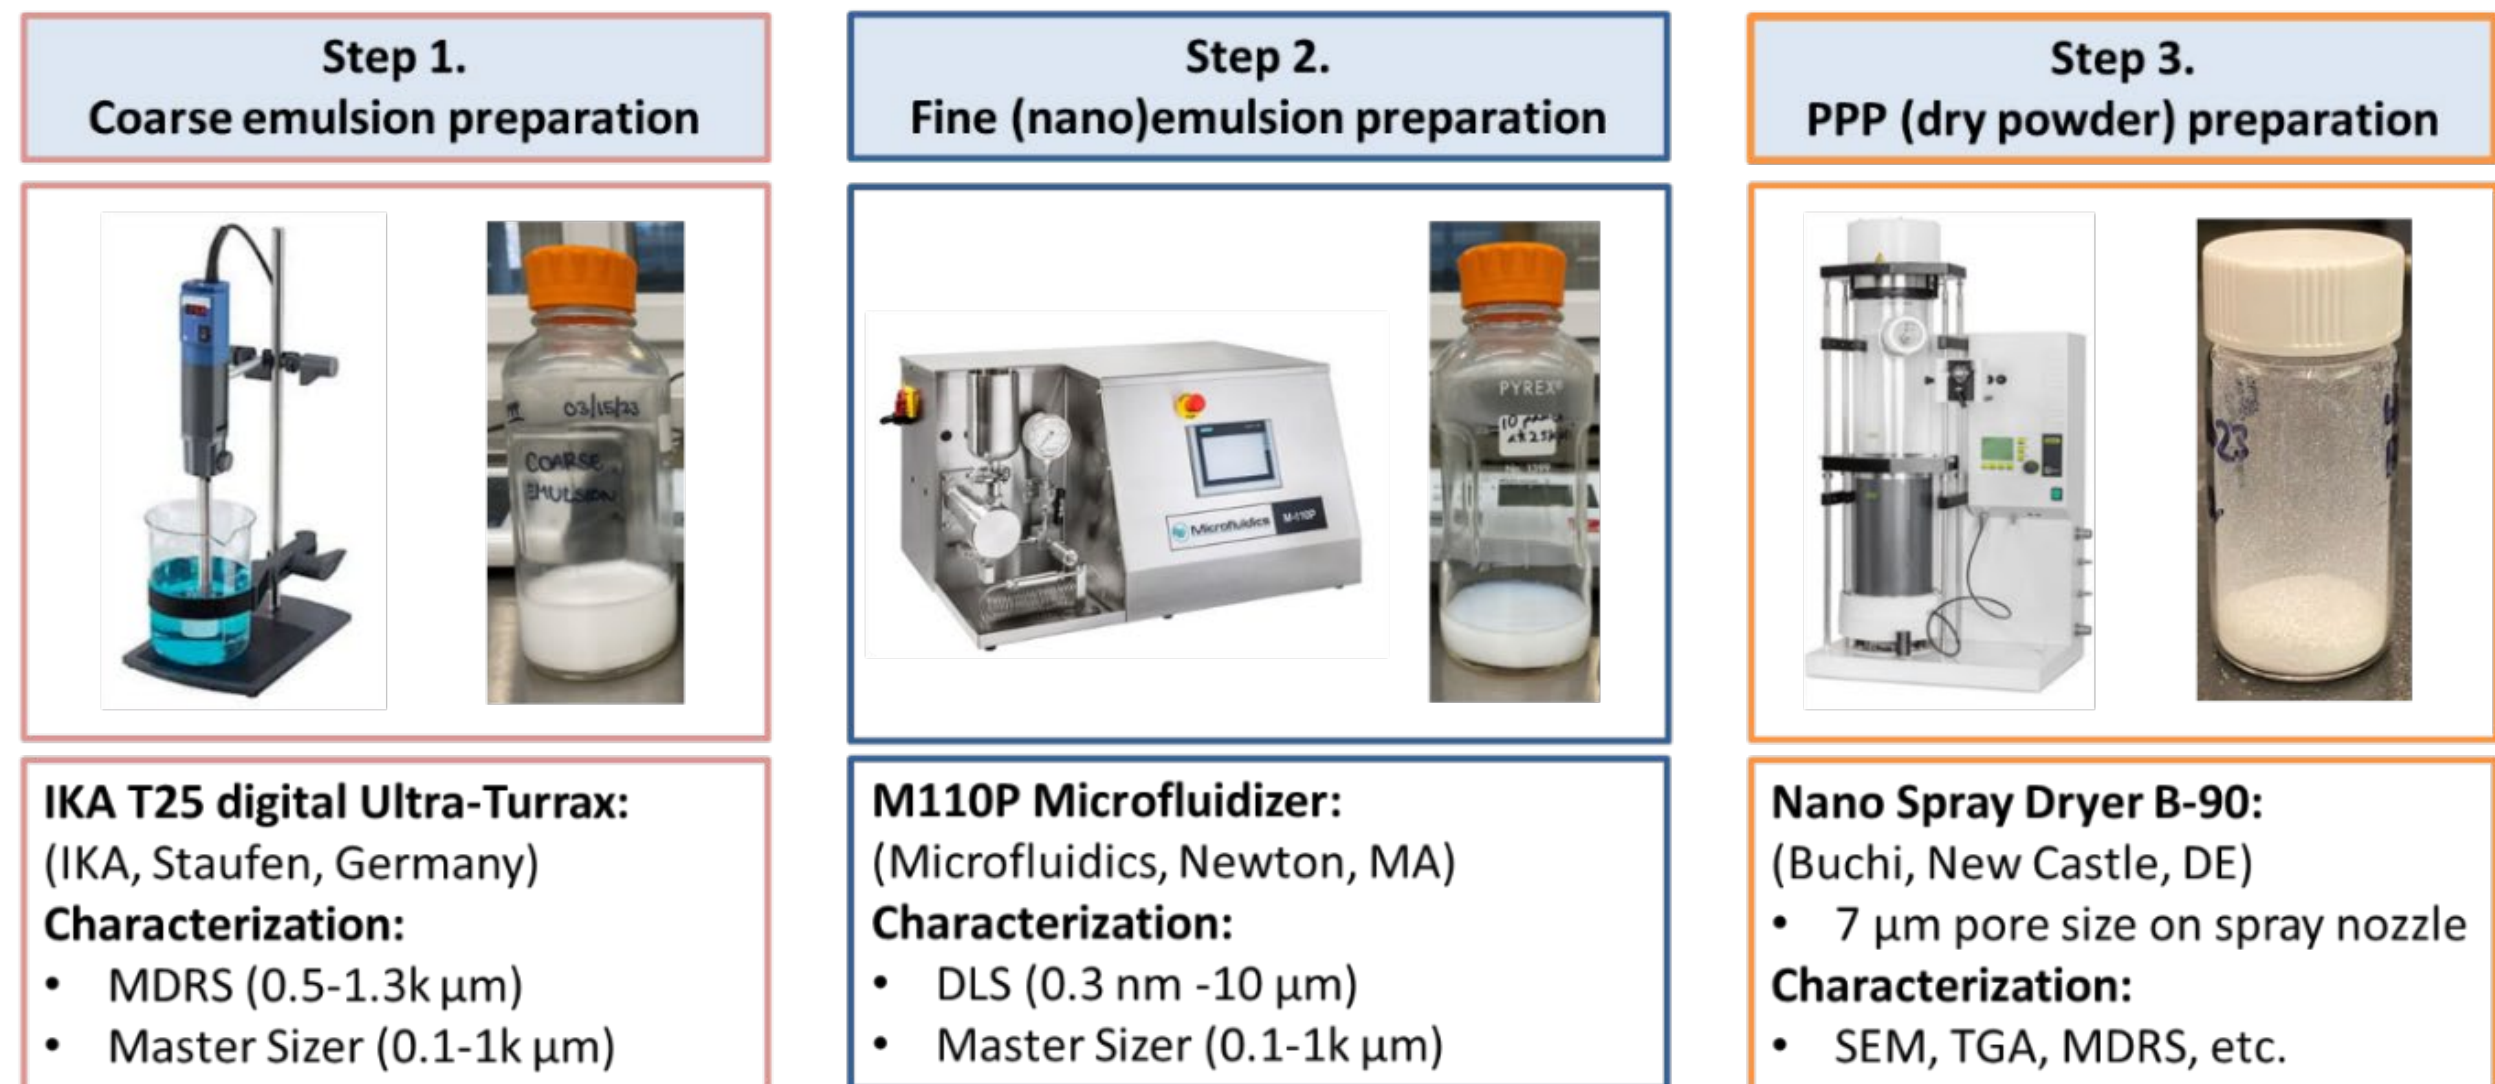 Step 1.
Coarse emulsion preparation
03/15/23
COARSE
EMULSION
IKA T25 digital Ultra-Turrax:
(IKA, Staufen, Germany)
Characterization:
• MDRS (0.5-1.3k µm)
• Master Sizer (0.1-1k µm)
Step 2.
Fine (nano)emulsion preparation
Microfluidics M-110P
PYREX®
10
M110P Microfluidizer:
(Microfluidics, Newton, MA)
Characterization:
• DLS (0.3 nm -10 µm)
• Master Sizer (0.1-1k µm)
Step 3.
PPP (dry powder) preparation
23
Nano Spray Dryer B-90:
(Buchi, New Castle, DE)
• 7 µm pore size on spray nozzle
Characterization:
• SEM, TGA, MDRS, etc.